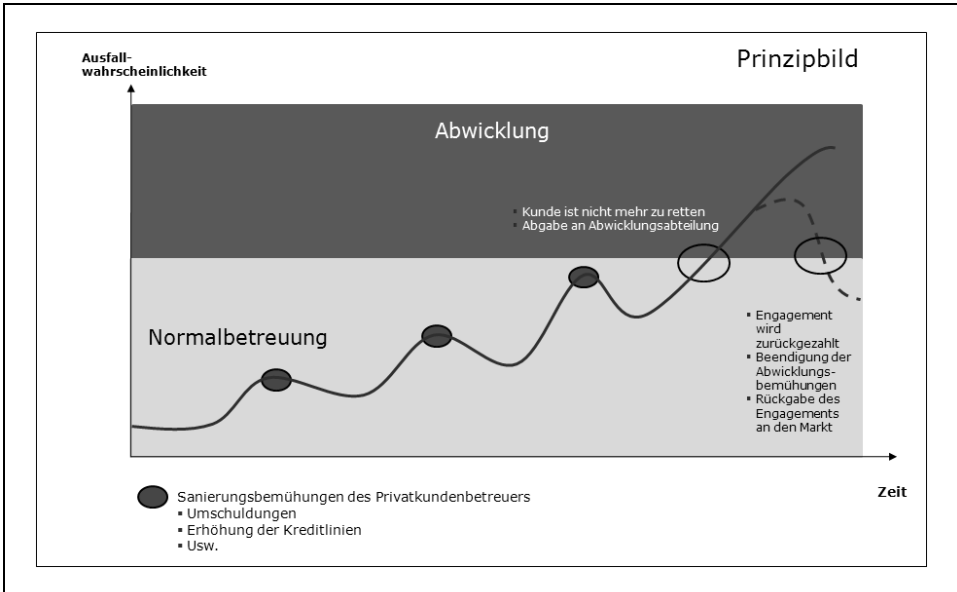 Prinzipbild
Ausfall-
wahrscheinlichkeit
Abwicklung
▪ Kunde ist nicht mehr zu retten
▪ Abgabe an Abwicklungsabteilung
Normalbetreuung
▪ Engagement
wird
zurückgezahlt
▪ Beendigung der
Abwicklungs-
bemühungen
▪ Rückgabe des
Engagements
an den Markt
Zeit
Sanierungsbemühungen des Privatkundenbetreuers
▪ Umschuldungen
▪ Erhöhung der Kreditlinien
▪ Usw.